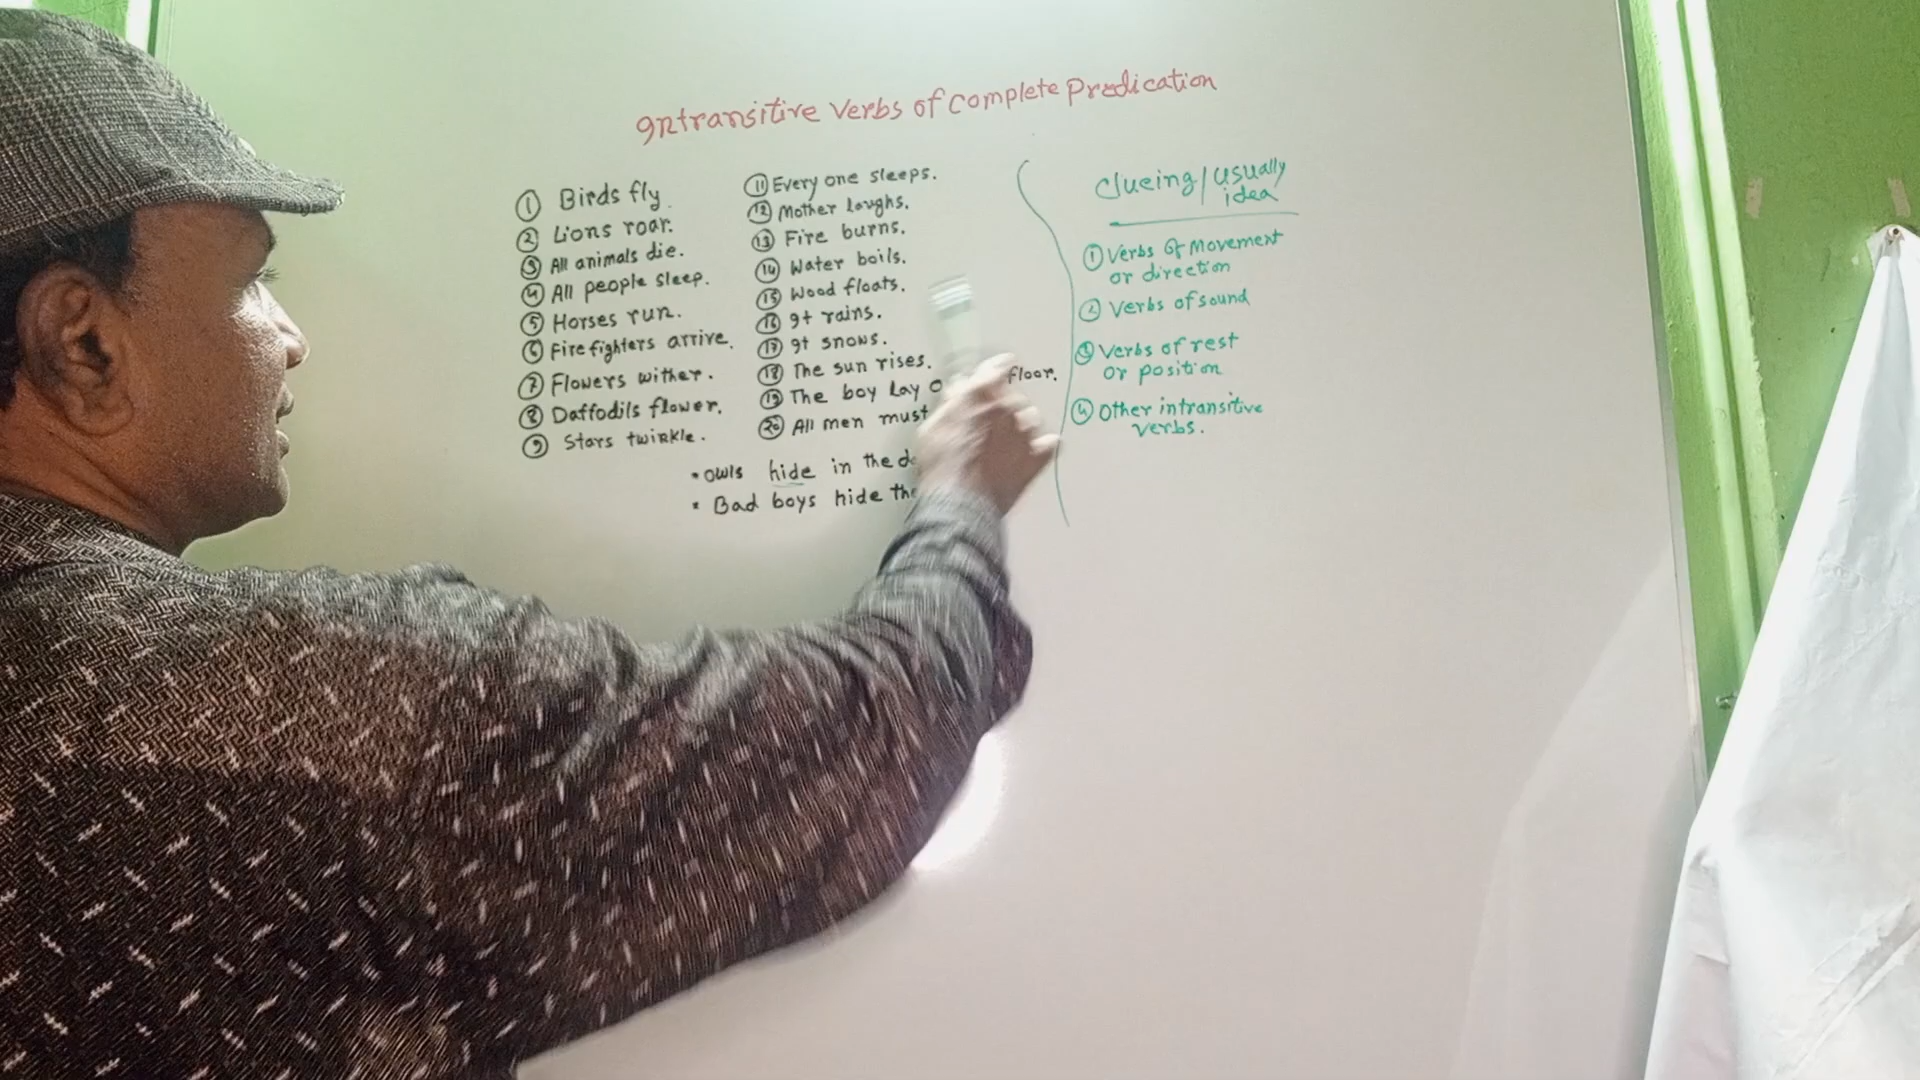 Intransitive Verbs of Complete Predication
① Birds fly.
② Lions roar.
③ All animals die.
④ All people sleep.
⑤ Horses run.
⑥ Fire fighters arrive.
⑦ Flowers wither.
⑧ Daffodils flower.
⑨ Stars twinkle.
⑪ Every one sleeps.
⑫ Mother laughs.
⑬ Fire burns.
⑭ Water boils.
⑮ Wood floats.
⑯ It rains.
⑰ It snows.
⑱ The sun rises.
⑲ The boy lay floor.
⑳ All men must
• Owls hide in the
• Bad boys hide
Clueing / Usually
idea
① Verbs of movement
or direction
② Verbs of sound
③ Verbs of rest
or position
④ Other intransitive
verbs.